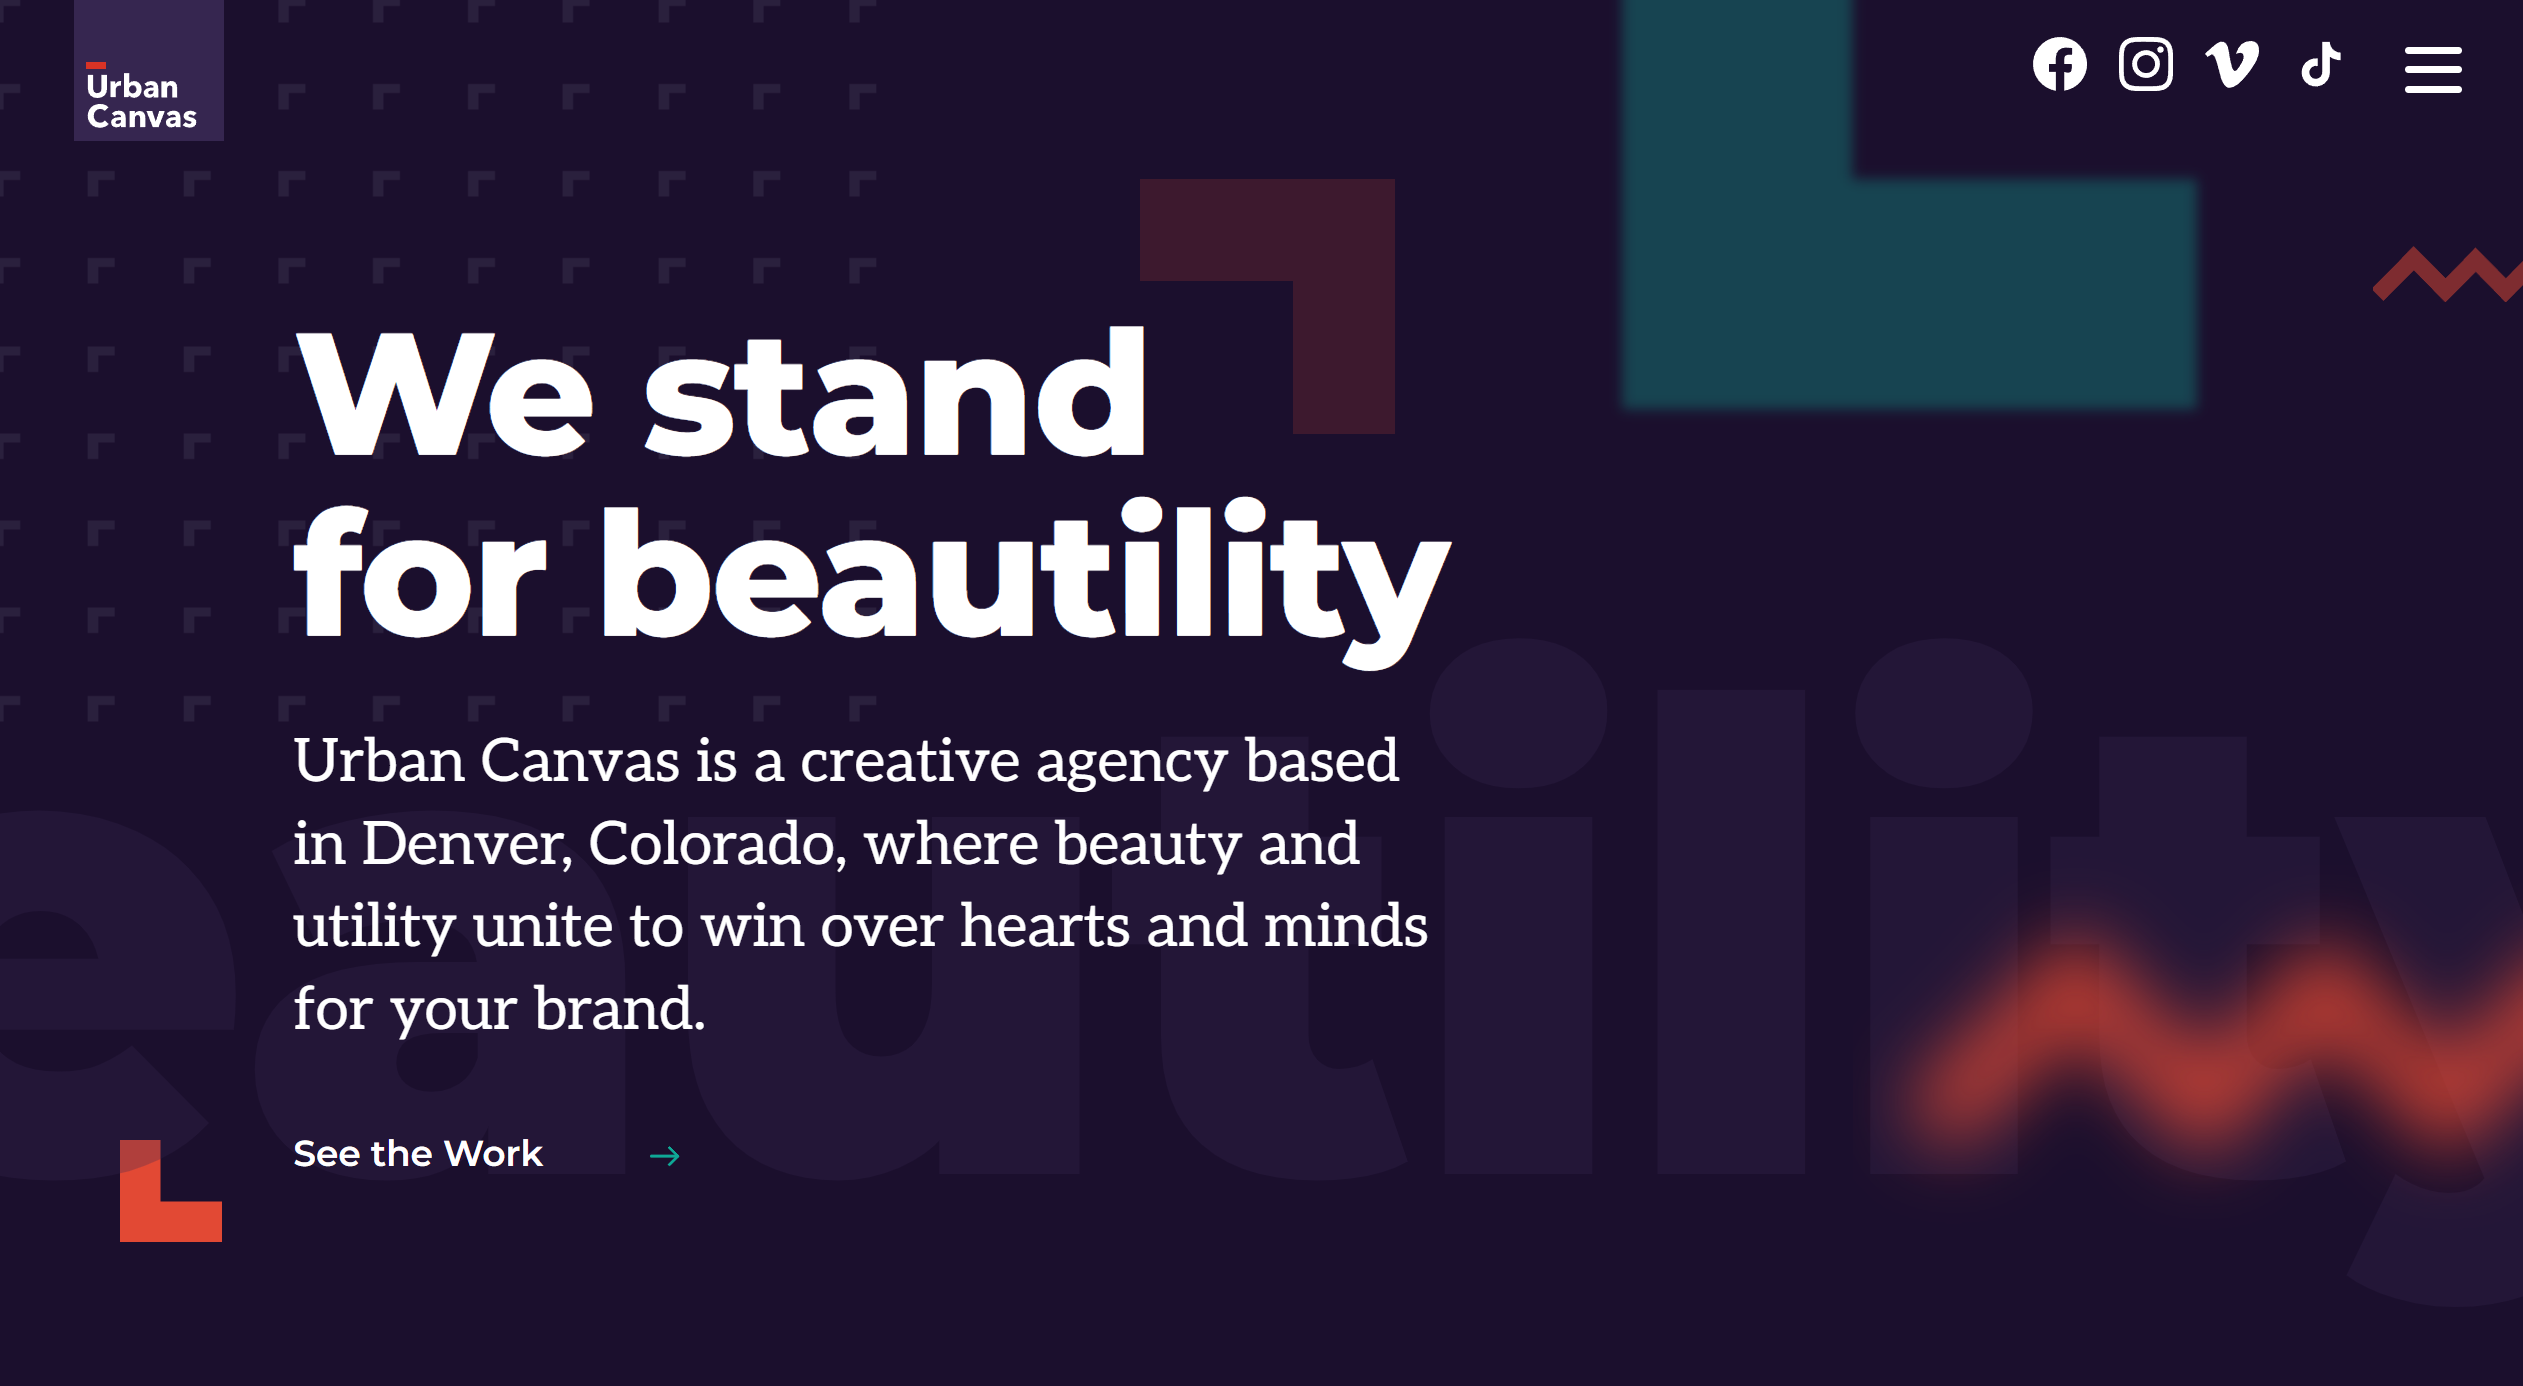 Urban
Canvas
We stand
for beautility
Urban Canvas is a creative agency based
in Denver, Colorado, where beauty and
utility unite to win over hearts and minds
for your brand.
eautility
See the Work